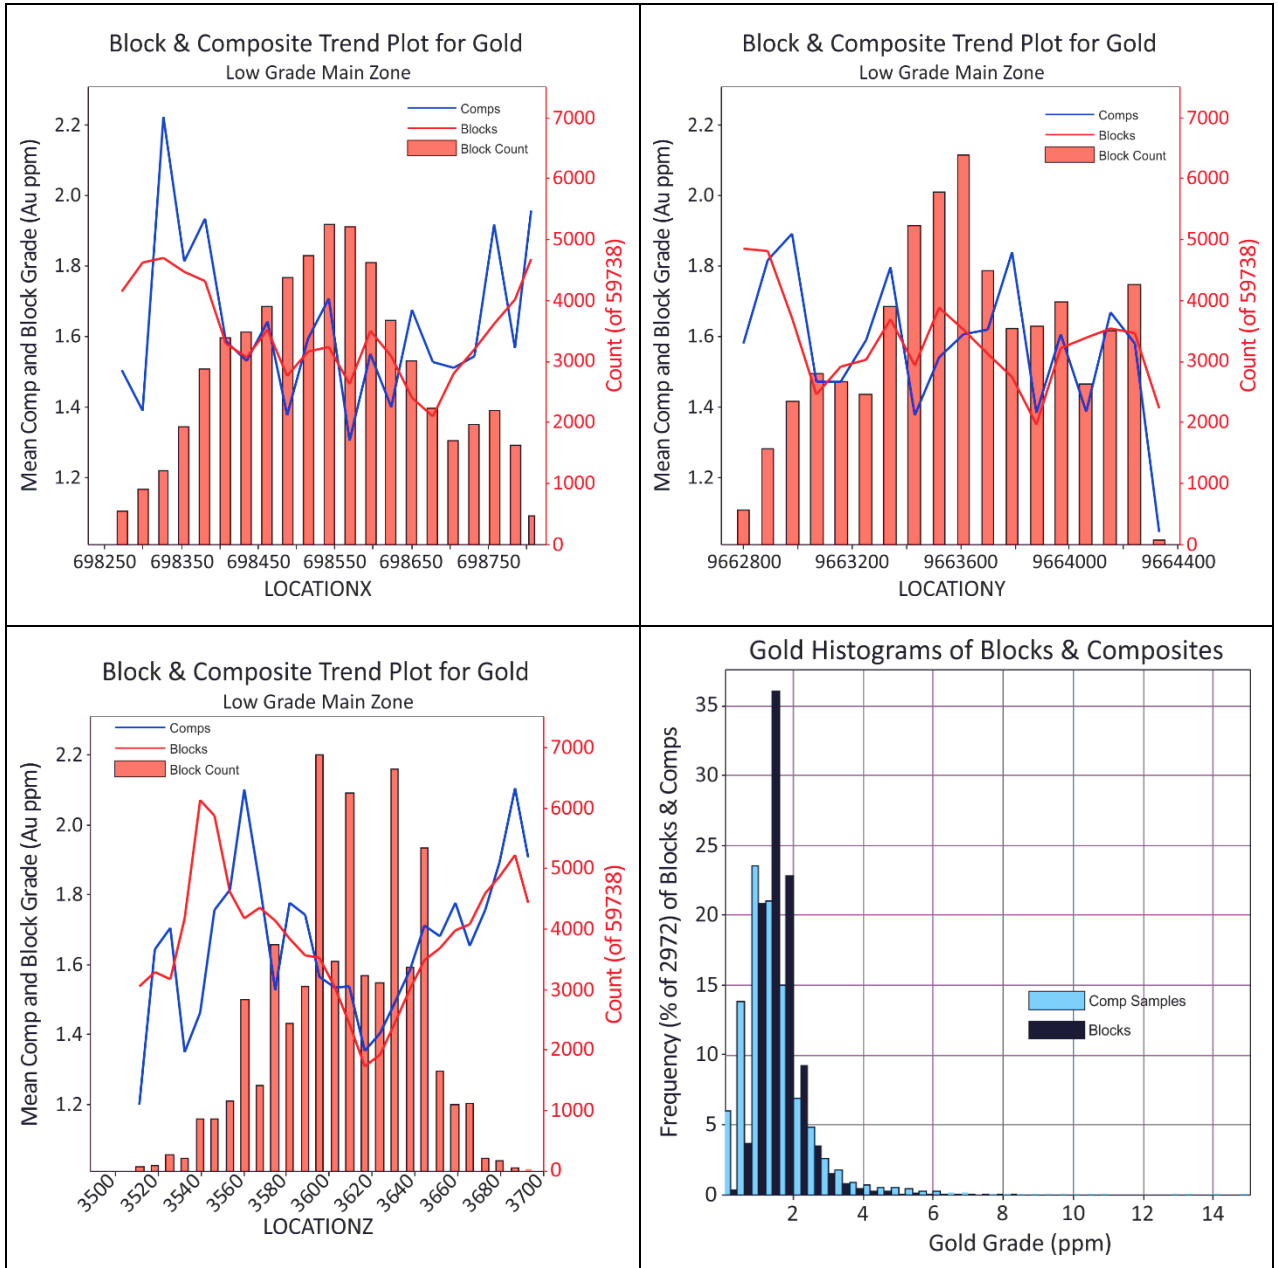 Block & Composite Trend Plot for Gold
Low Grade Main Zone
Comps
Blocks
Block Count
Mean Comp and Block Grade (Au ppm)
2.2
2.0
1.8
1.6
1.4
1.2
7000
6000
5000
4000
3000
2000
1000
0
Count (of 59738)
698250 698350 698450 698550 698650 698750
LOCATIONX
Block & Composite Trend Plot for Gold
Low Grade Main Zone
Comps
Blocks
Block Count
Mean Comp and Block Grade (Au ppm)
2.2
2.0
1.8
1.6
1.4
1.2
7000
6000
5000
4000
3000
2000
1000
0
Count (of 59738)
9662800 9663200 9663600 9664000 9664400
LOCATIONY
Block & Composite Trend Plot for Gold
Low Grade Main Zone
Comps
Blocks
Block Count
Mean Comp and Block Grade (Au ppm)
2.2
2.0
1.8
1.6
1.4
1.2
7000
6000
5000
4000
3000
2000
1000
0
Count (of 59738)
3500 3520 3540 3560 3580 3600 3620 3640 3660 3680 3700
LOCATIONZ
Gold Histograms of Blocks & Composites
Frequency (% of 2972) of Blocks & Comps
35
30
25
20
15
10
5
0
Comp Samples
Blocks
2 4 6 8 10 12 14
Gold Grade (ppm)